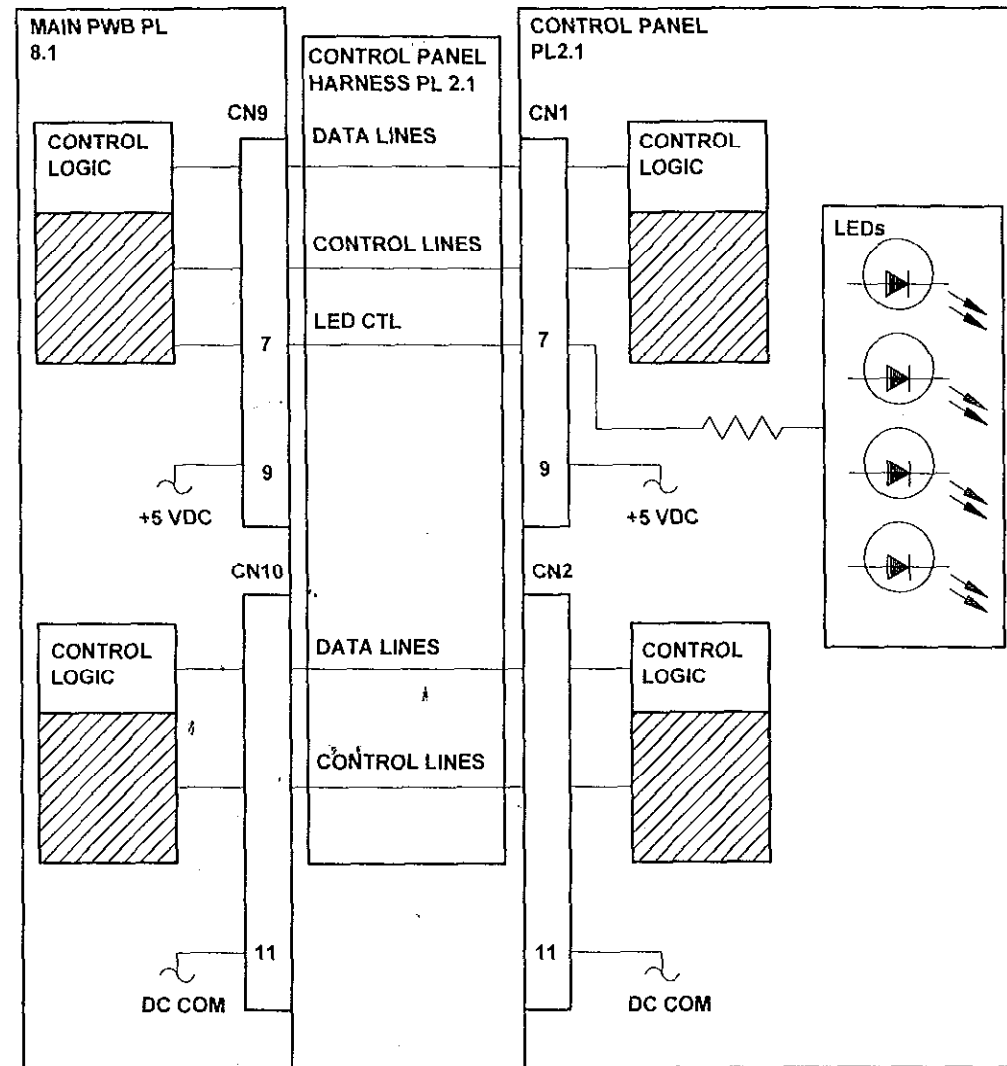 MAIN PWB PL
8.1
CONTROL PANEL
HARNESS PL 2.1
CONTROL PANEL
PL2.1
CN9
CN1
CONTROL
LOGIC
DATA LINES
CONTROL
LOGIC
LEDs
CONTROL LINES
LED CTL
7
7
9
9
+5 VDC
+5 VDC
CN10
CN2
CONTROL
LOGIC
DATA LINES
CONTROL
LOGIC
CONTROL LINES
11
11
DC COM
DC COM